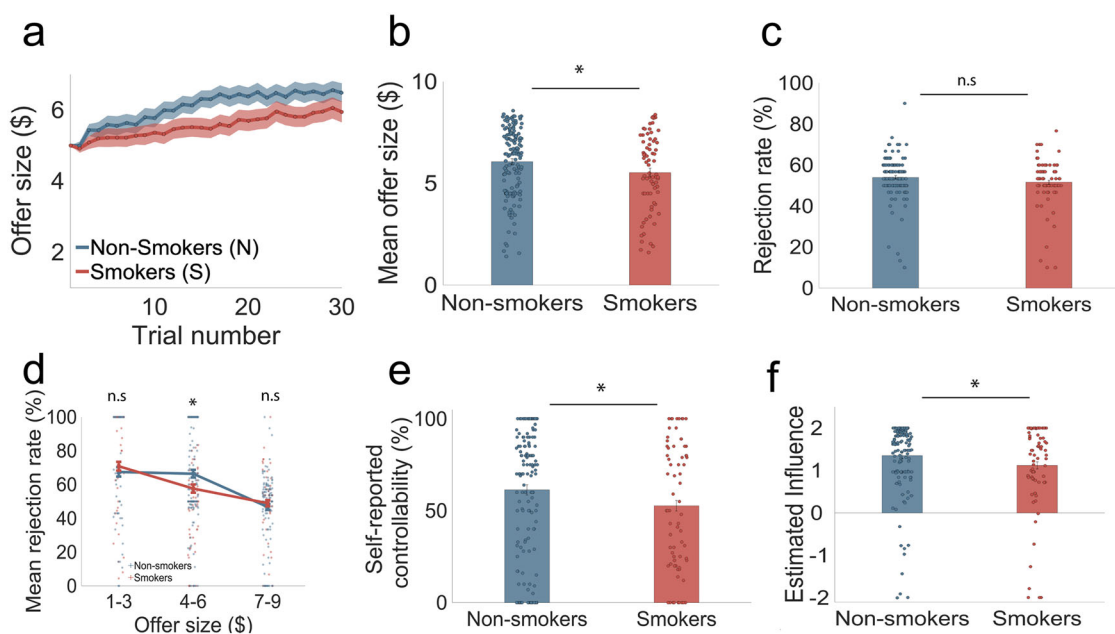 a
Offer size ($)
6
4
2
Non-Smokers (N)
Smokers (S)
10
20
30
Trial number
b
*
Mean offer size ($)
10
5
0
Non-smokers
Smokers
c
n.s
Rejection rate (%)
100
80
60
40
20
0
Non-smokers
Smokers
d
n.s
*
n.s
Mean rejection rate (%)
100
80
60
40
20
0
Non-smokers
Smokers
1-3
4-6
7-9
Offer size ($)
e
*
Self-reported
controllability (%)
100
50
0
Non-smokers
Smokers
f
*
Estimated Influence
2
1
0
-1
-2
Non-smokers
Smokers